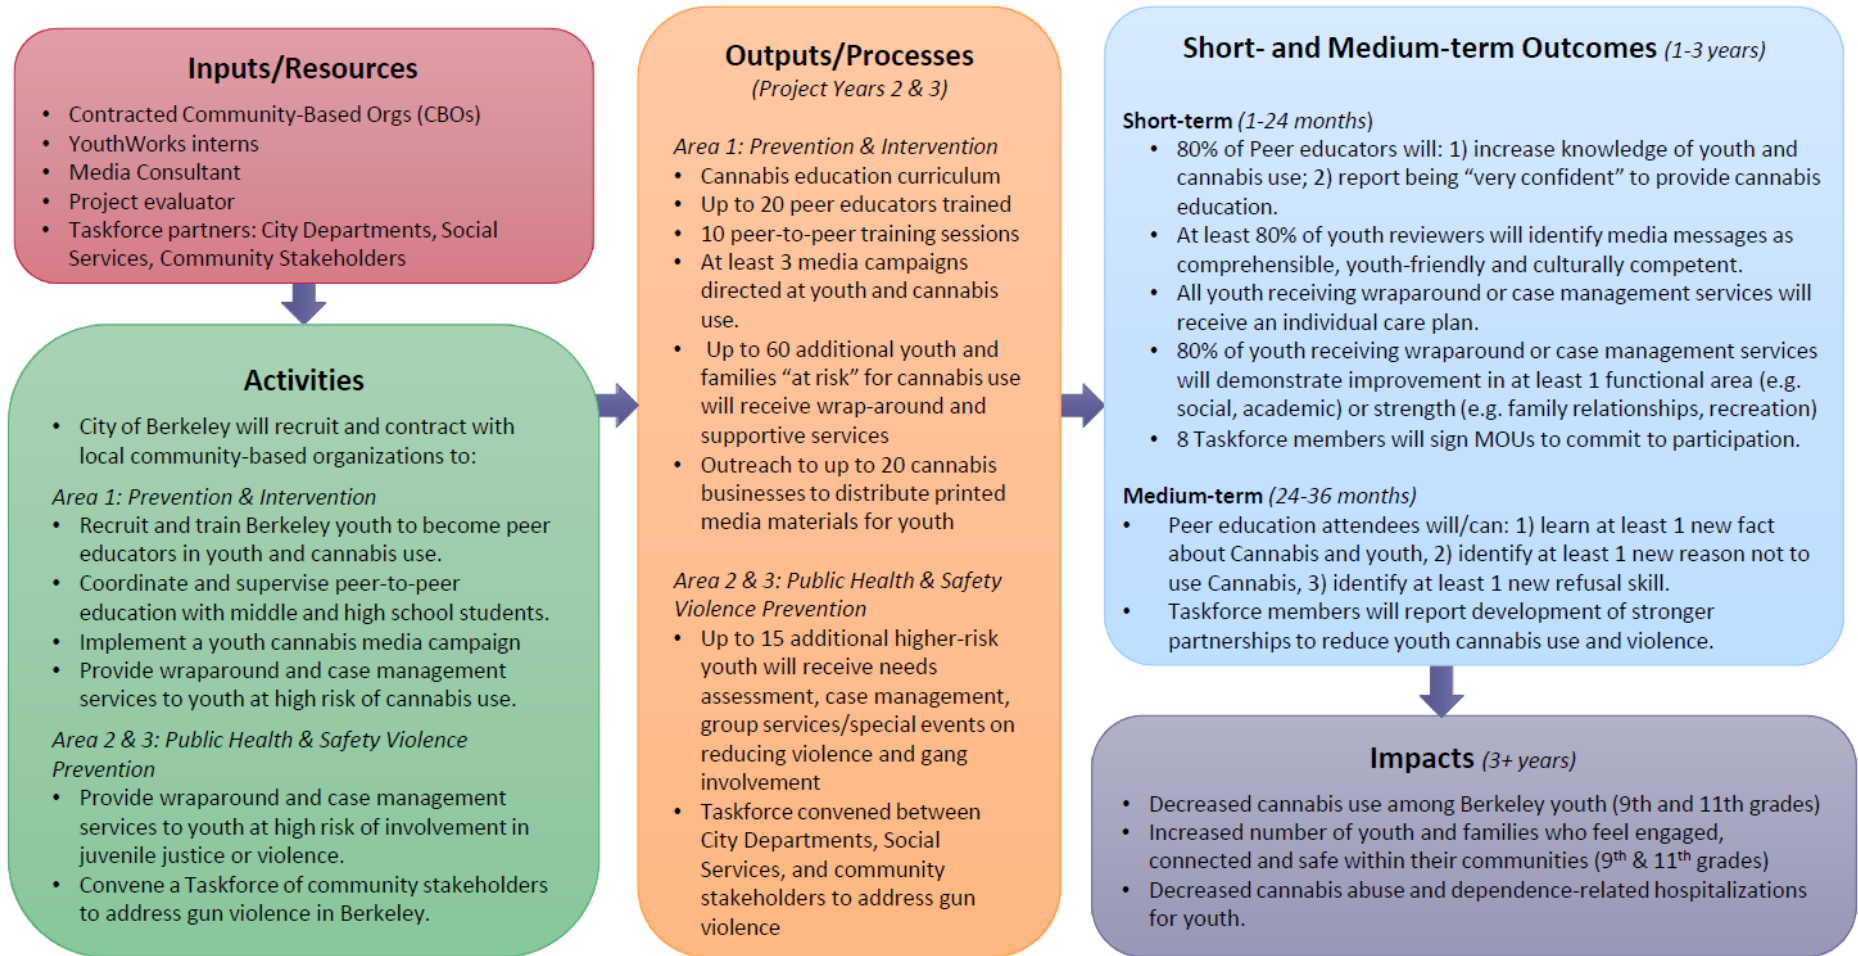 Inputs/Resources
• Contracted Community-Based Orgs (CBOs)
• YouthWorks interns
• Media Consultant
• Project evaluator
• Taskforce partners: City Departments, Social
Services, Community Stakeholders
Activities
• City of Berkeley will recruit and contract with
local community-based organizations to:
Area 1: Prevention & Intervention
• Recruit and train Berkeley youth to become peer
educators in youth and cannabis use.
• Coordinate and supervise peer-to-peer
education with middle and high school students.
• Implement a youth cannabis media campaign
• Provide wraparound and case management
services to youth at high risk of cannabis use.
Area 2 & 3: Public Health & Safety Violence
Prevention
• Provide wraparound and case management
services to youth at high risk of involvement in
juvenile justice or violence.
• Convene a Taskforce of community stakeholders
to address gun violence in Berkeley.
Outputs/Processes
(Project Years 2 & 3)
Area 1: Prevention & Intervention
• Cannabis education curriculum
• Up to 20 peer educators trained
• 10 peer-to-peer training sessions
• At least 3 media campaigns
directed at youth and cannabis
use.
• Up to 60 additional youth and
families “at risk” for cannabis use
will receive wrap-around and
supportive services
• Outreach to up to 20 cannabis
businesses to distribute printed
media materials for youth
Area 2 & 3: Public Health & Safety
Violence Prevention
• Up to 15 additional higher-risk
youth will receive needs
assessment, case management,
group services/special events on
reducing violence and gang
involvement
• Taskforce convened between
City Departments, Social
Services, and community
stakeholders to address gun
violence
Short- and Medium-term Outcomes (1-3 years)
Short-term (1-24 months)
• 80% of Peer educators will: 1) increase knowledge of youth and
cannabis use; 2) report being “very confident” to provide cannabis
education.
• At least 80% of youth reviewers will identify media messages as
comprehensible, youth-friendly and culturally competent.
• All youth receiving wraparound or case management services will
receive an individual care plan.
• 80% of youth receiving wraparound or case management services
will demonstrate improvement in at least 1 functional area (e.g.
social, academic) or strength (e.g. family relationships, recreation)
• 8 Taskforce members will sign MOUs to commit to participation.
Medium-term (24-36 months)
• Peer education attendees will/can: 1) learn at least 1 new fact
about Cannabis and youth, 2) identify at least 1 new reason not to
use Cannabis, 3) identify at least 1 new refusal skill.
• Taskforce members will report development of stronger
partnerships to reduce youth cannabis use and violence.
Impacts (3+ years)
• Decreased cannabis use among Berkeley youth (9th and 11th grades)
• Increased number of youth and families who feel engaged,
connected and safe within their communities (9th & 11th grades)
• Decreased cannabis abuse and dependence-related hospitalizations
for youth.